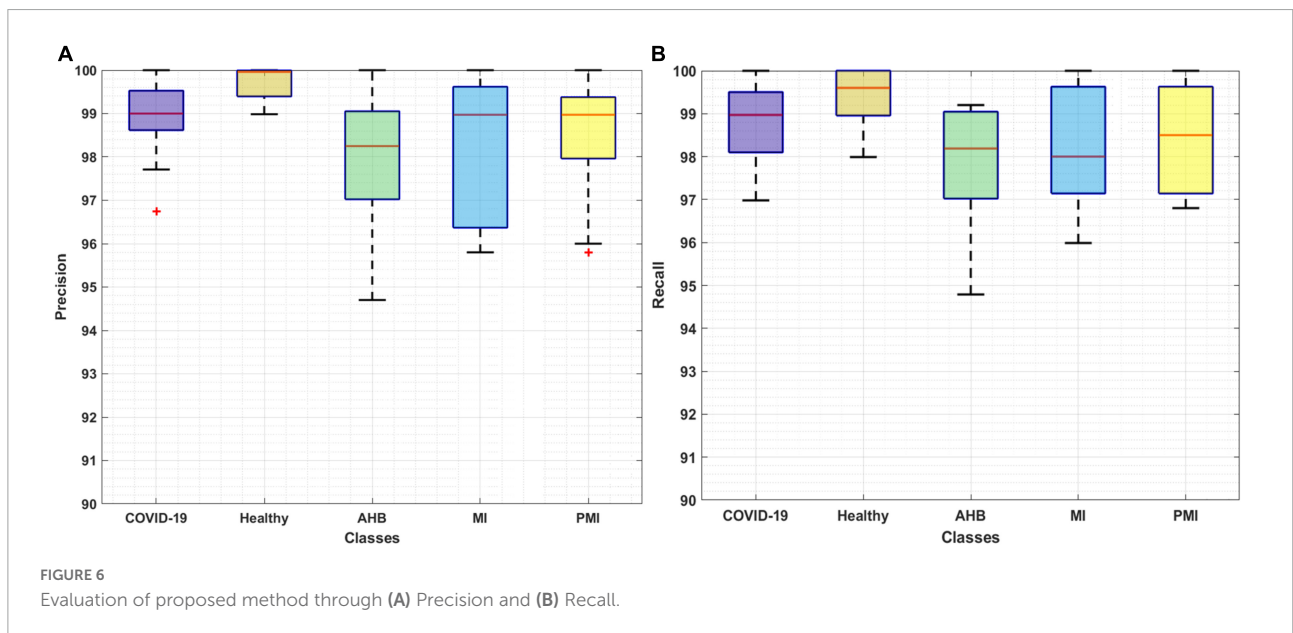 A
100
99
98
97
96
95
94
93
92
91
90
Precision
COVID-19 Healthy AHB MI PMI
Classes
B
100
99
98
97
96
95
94
93
92
91
90
Recall
COVID-19 Healthy AHB MI PMI
Classes
FIGURE 6
Evaluation of proposed method through (A) Precision and (B) Recall.